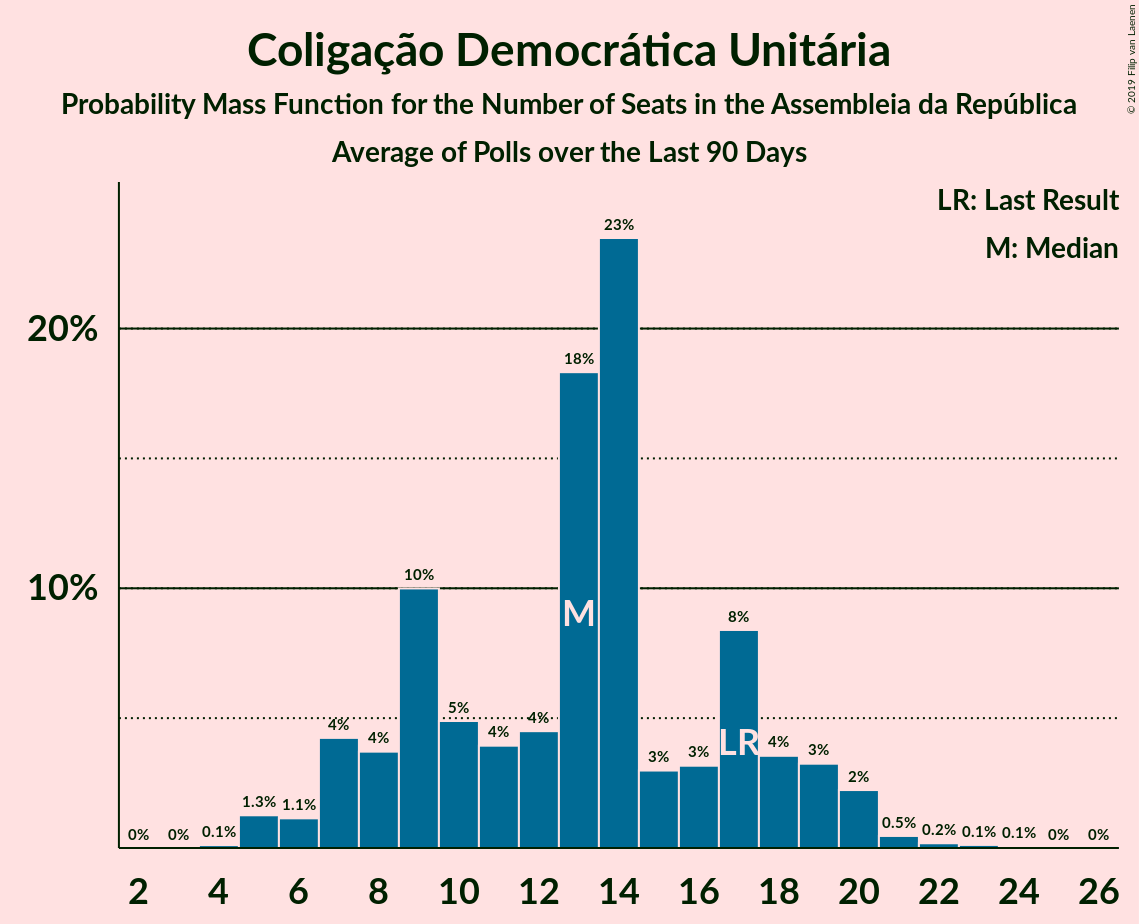 Coligação Democrática Unitária
Probability Mass Function for the Number of Seats in the Assembleia da República
Average of Polls over the Last 90 Days
© 2019 Filip van Laenen
LR: Last Result
M: Median
20%
10%
0% 0% 0.1% 1.3% 1.1% 4% 4% 10% 5% 4% 4% 18% 23% 3% 3% 8% 4% 3% 2% 0.5% 0.2% 0.1% 0.1% 0% 0%
M
LR
2 4 6 8 10 12 14 16 18 20 22 24 26